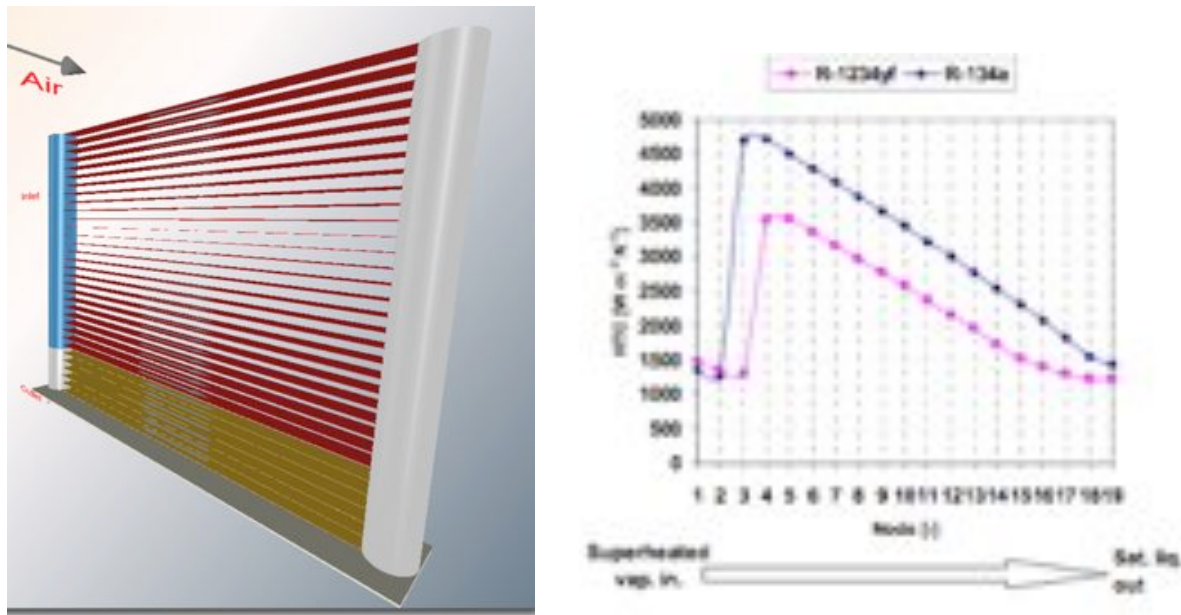 Air
Inlet
R-1234yf R-134a
5000
4500
4000
3500
3000
2500
2000
1500
1000
500
0
1 2 3 4 5 6 7 8 9 10 11 12 13 14 15 16 17 18 19
Node [-]
Superheated
vap. in.
Sat. liq.
out